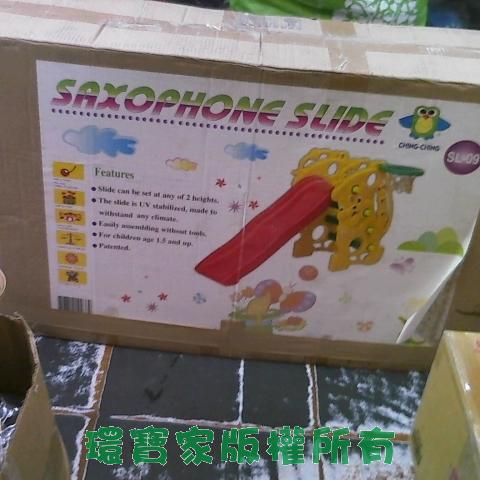 SAXOPHONE SLIDE
CHING-CHING
SL-09
Features
Slide can be set at any of 2 heights.
The slide is UV stabilized, made to
withstand any climate.
Easily assembling without tools.
For children age 1.5 and up.
Patented.
環寶家版權所有